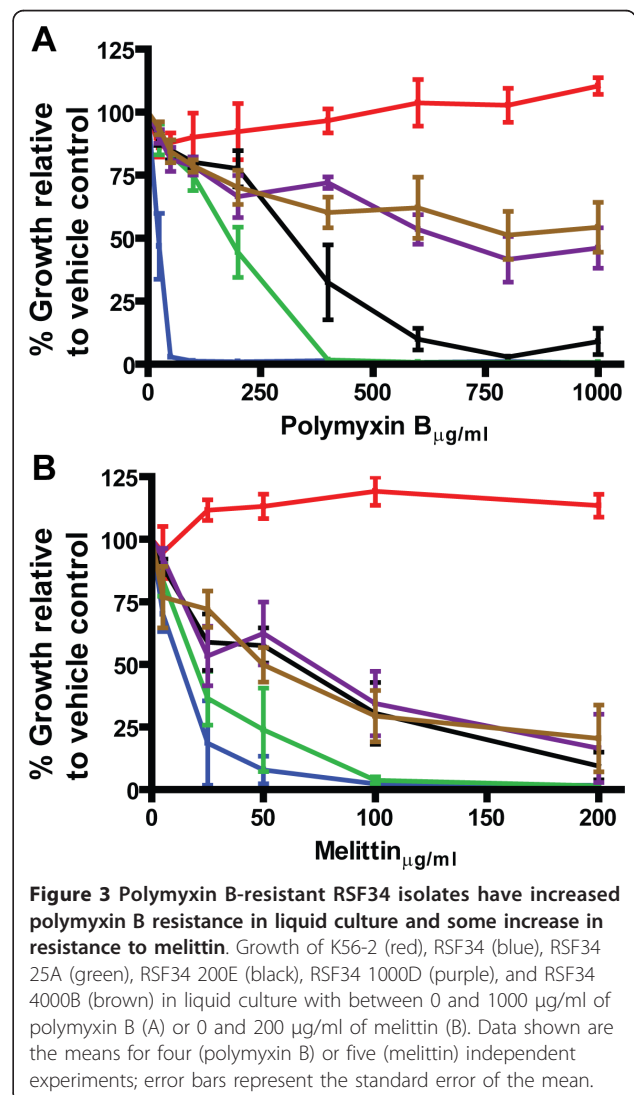 A
% Growth relative
to vehicle control
125
100
75
50
25
0
0 250 500 750 1000
Polymyxin B μg/ml
B
% Growth relative
to vehicle control
125
100
75
50
25
0
0 50 100 150 200
Melittin μg/ml
Figure 3 Polymyxin B-resistant RSF34 isolates have increased
polymyxin B resistance in liquid culture and some increase in
resistance to melittin. Growth of K56-2 (red), RSF34 (blue), RSF34
25A (green), RSF34 200E (black), RSF34 1000D (purple), and RSF34
4000B (brown) in liquid culture with between 0 and 1000 μg/ml of
polymyxin B (A) or 0 and 200 μg/ml of melittin (B). Data shown are
the means for four (polymyxin B) or five (melittin) independent
experiments; error bars represent the standard error of the mean.